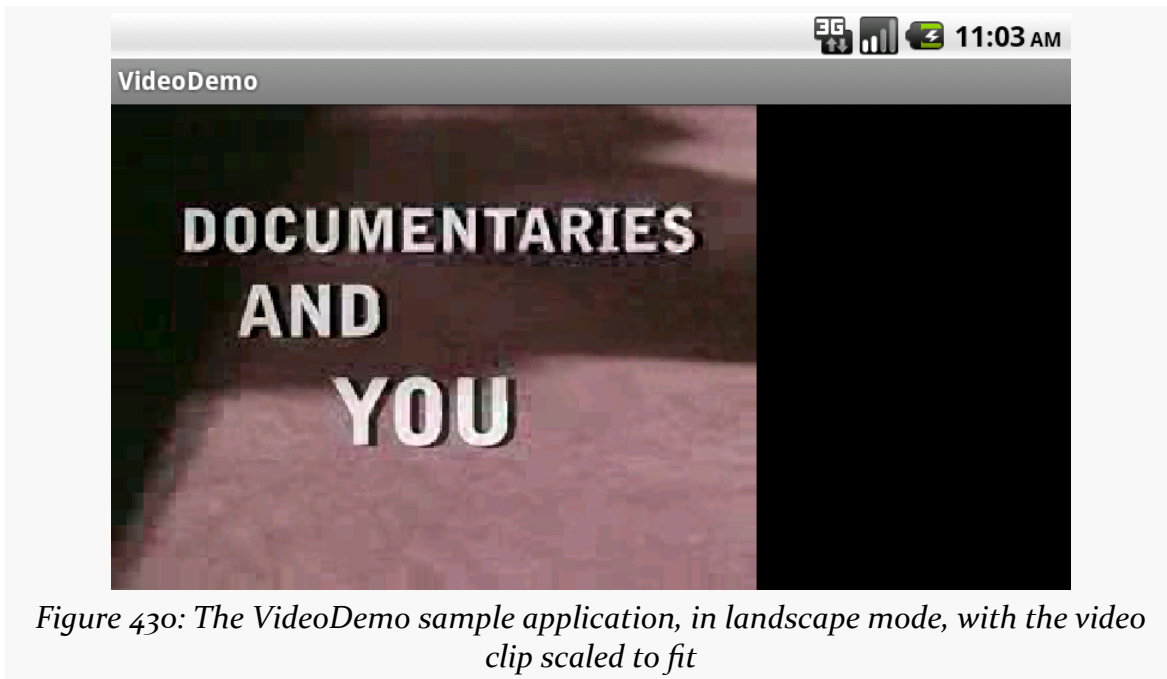 3G
11:03 AM
VideoDemo
DOCUMENTARIES
AND
YOU
Figure 430: The VideoDemo sample application, in landscape mode, with the video
clip scaled to fit